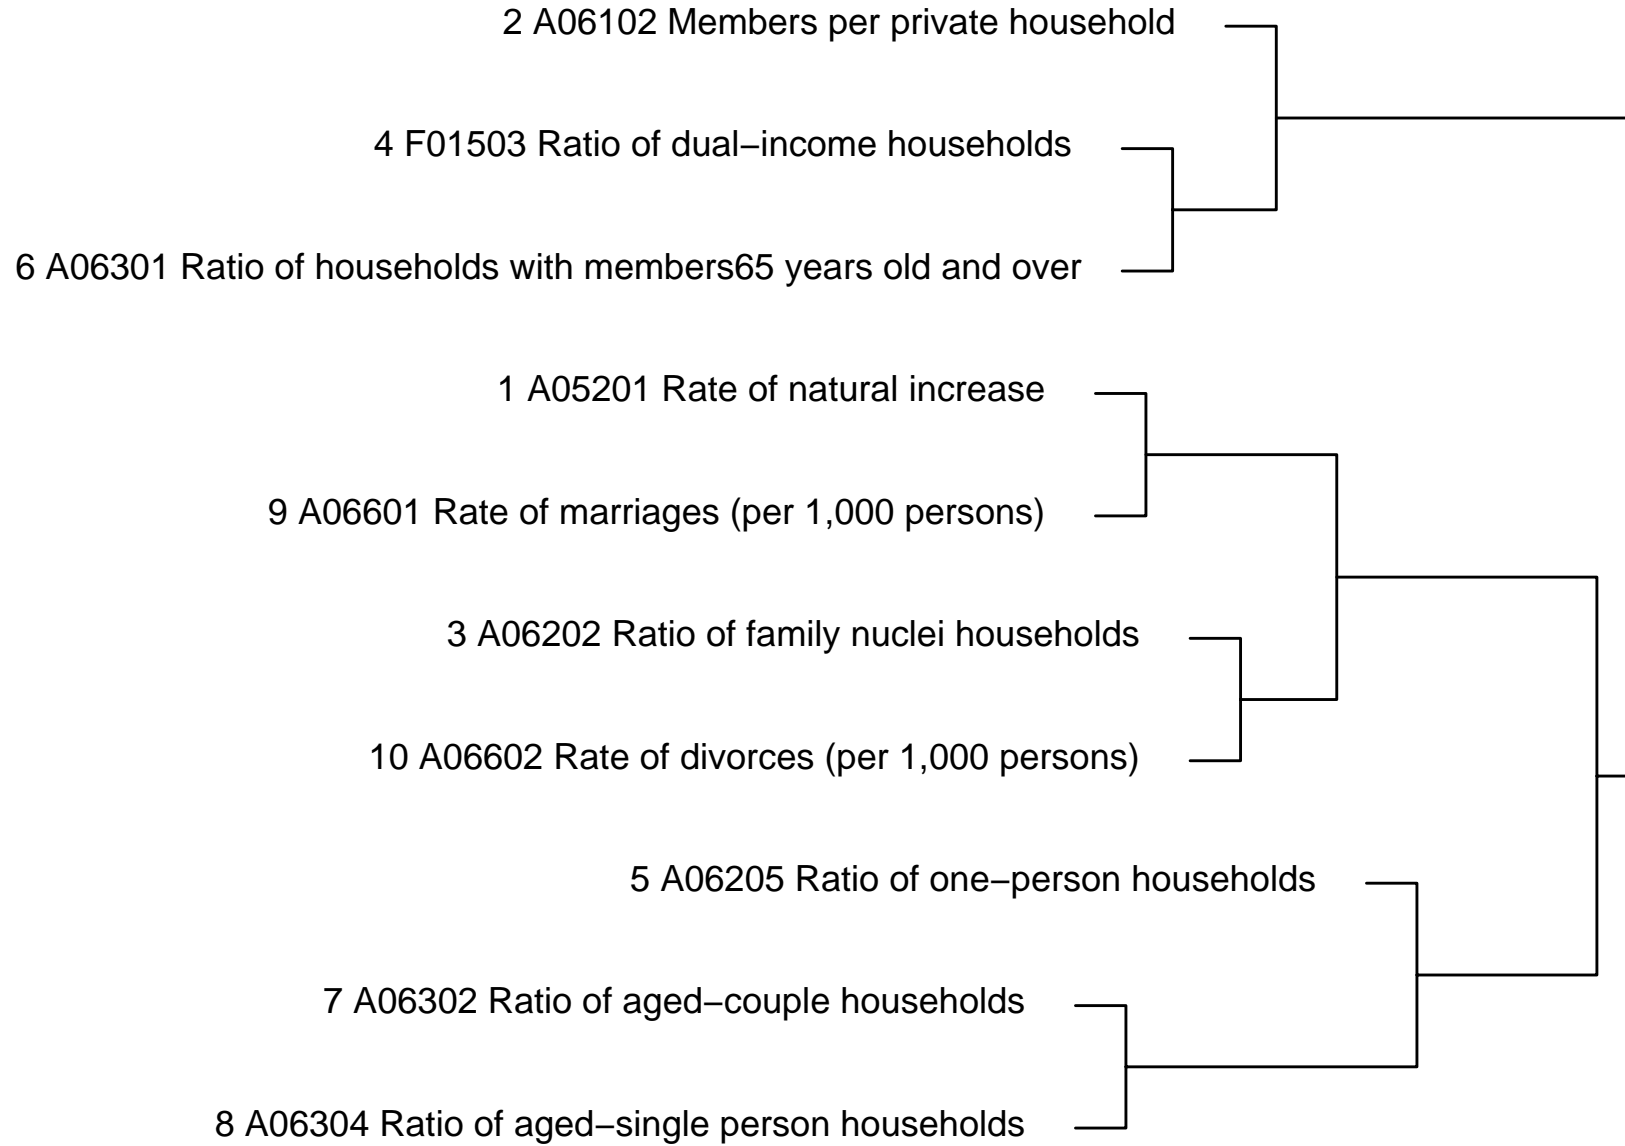 2 A06102 Members per private household
4 F01503 Ratio of dual−income households
6 A06301 Ratio of households with members65 years old and over
1 A05201 Rate of natural increase
9 A06601 Rate of marriages (per 1,000 persons)
3 A06202 Ratio of family nuclei households
10 A06602 Rate of divorces (per 1,000 persons)
5 A06205 Ratio of one−person households
7 A06302 Ratio of aged−couple households
8 A06304 Ratio of aged−single person households